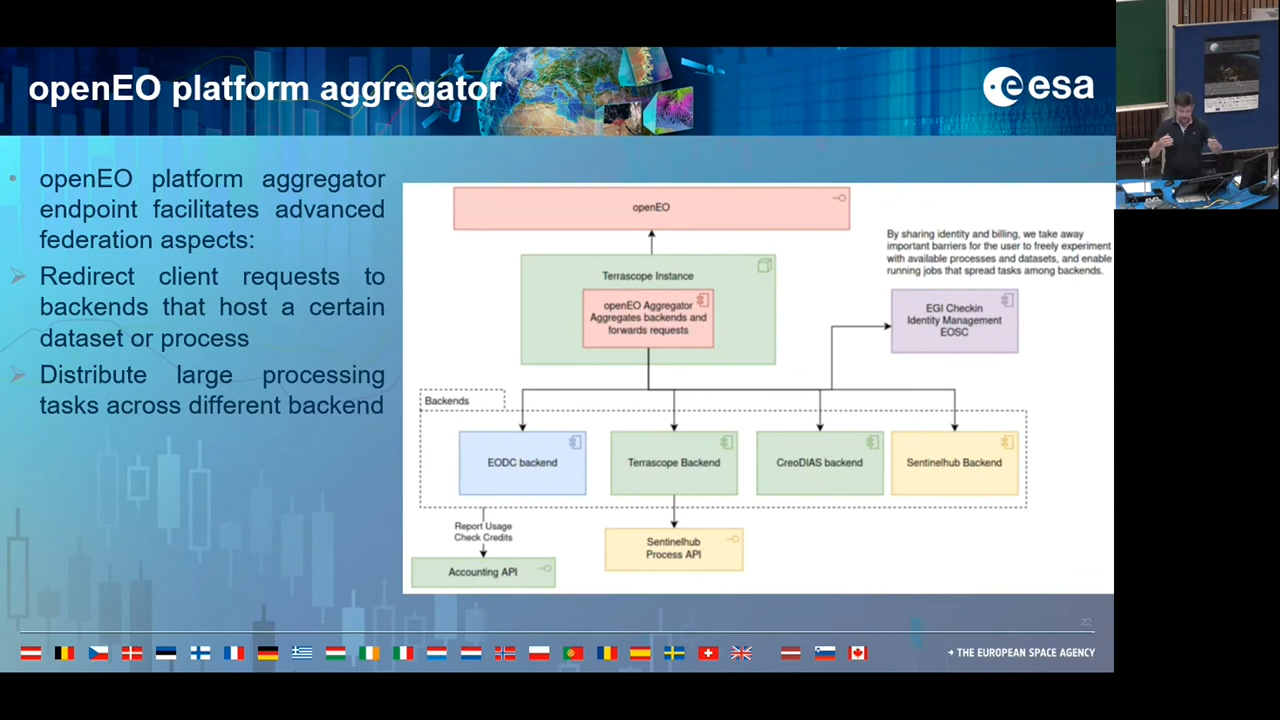 openEO platform aggregator
esa
• openEO platform aggregator
endpoint facilitates advanced
federation aspects:
➢ Redirect client requests to
backends that host a certain
dataset or process
➢ Distribute large processing
tasks across different backend
openEO
By sharing identity and billing, we take away
important barriers for the user to freely experiment
with available processes and datasets, and enable
running jobs that spread tasks among backends.
Terrascope Instance
openEO Aggregator
Aggregates backends and
forwards requests
EGI Checkin
Identity Management
EOSC
Backends
EODC backend
Terrascope Backend
CreoDIAS backend
Sentinelhub Backend
Report Usage
Check Credits
Sentinelhub
Process API
Accounting API
22
→ THE EUROPEAN SPACE AGENCY